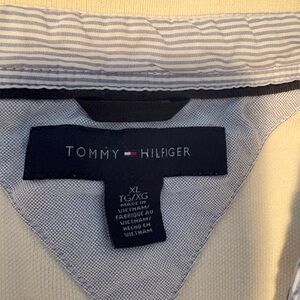 TOMMY HILFIGER
XL
TG/XG
MADE IN
VIETNAM/
FABRIQUÉ AU
VIETNAM/
HECHO EN
VIETNAM